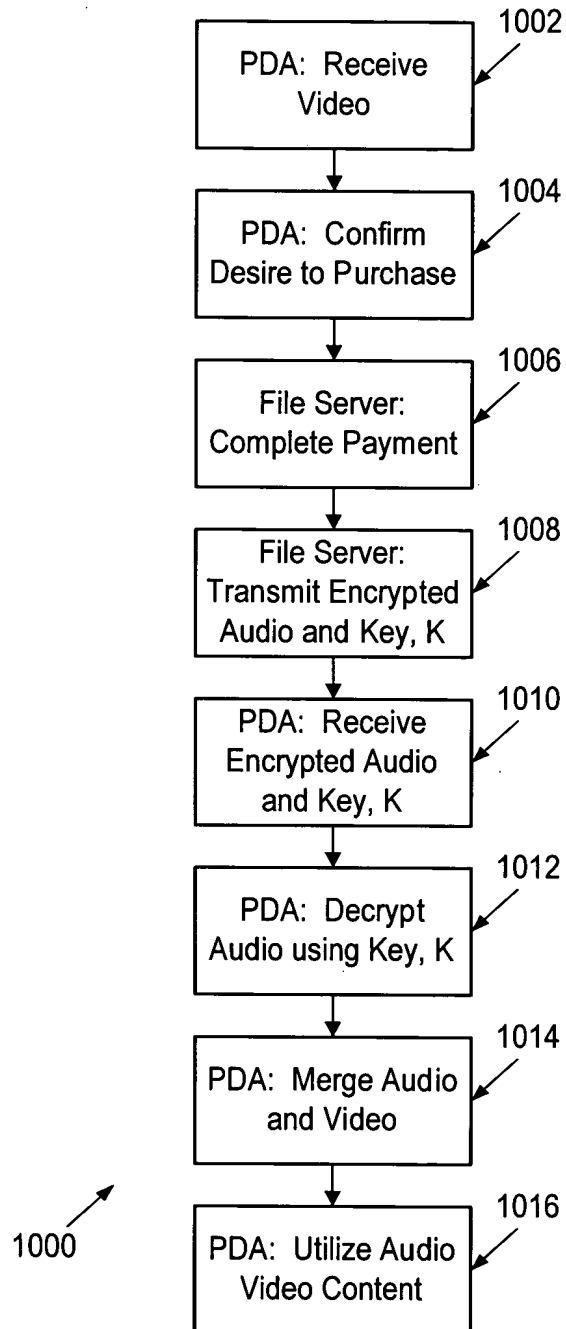 1002
PDA: Receive
Video
1004
PDA: Confirm
Desire to Purchase
1006
File Server:
Complete Payment
1008
File Server:
Transmit Encrypted
Audio and Key, K
1010
PDA: Receive
Encrypted Audio
and Key, K
1012
PDA: Decrypt
Audio using Key, K
1014
PDA: Merge Audio
and Video
1016
PDA: Utilize Audio
Video Content
1000